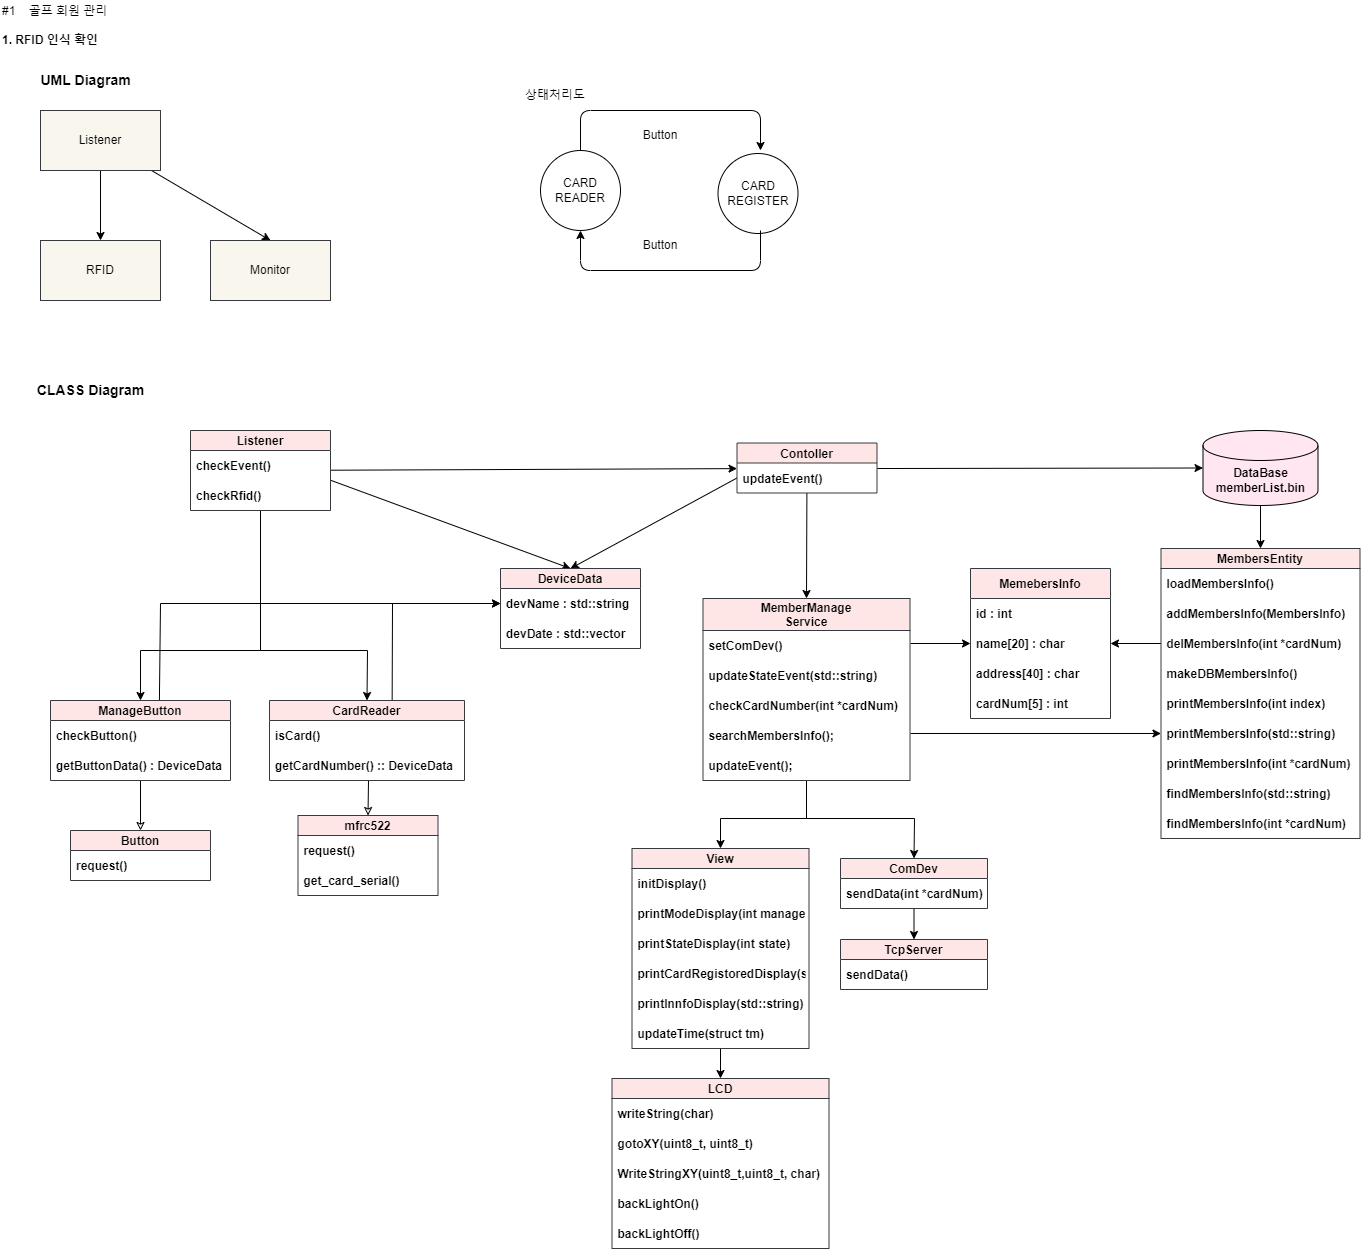 #1 골프 회원 관리
1. RFID 인식 확인
UML Diagram
Listener
RFID
Monitor
상태처리도
Button
CARD
READER
CARD
REGISTER
Button
CLASS Diagram
Listener
checkEvent()
checkRfid()
Contoller
updateEvent()
DataBase
memberList.bin
DeviceData
devName : std::string
devDate : std::vector
MemberManage
Service
setComDev()
updateStateEvent(std::string)
checkCardNumber(int *cardNum)
searchMembersInfo();
updateEvent();
MemebersInfo
id : int
name[20] : char
address[40] : char
cardNum[5] : int
MembersEntity
loadMembersInfo()
addMembersInfo(MembersInfo)
delMembersInfo(int *cardNum)
makeDBMembersInfo()
printMembersInfo(int index)
printMembersInfo(std::string)
printMembersInfo(int *cardNum)
findMembersInfo(std::string)
findMembersInfo(int *cardNum)
ManageButton
checkButton()
getButtonData() : DeviceData
CardReader
isCard()
getCardNumber() :: DeviceData
Button
request()
mfrc522
request()
get_card_serial()
View
initDisplay()
printModeDisplay(int manage
printStateDisplay(int state)
printCardRegistoredDisplay(s
printInnfoDisplay(std::string)
updateTime(struct tm)
ComDev
sendData(int *cardNum)
TcpServer
sendData()
LCD
writeString(char)
gotoXY(uint8_t, uint8_t)
WriteStringXY(uint8_t,uint8_t, char)
backLightOn()
backLightOff()